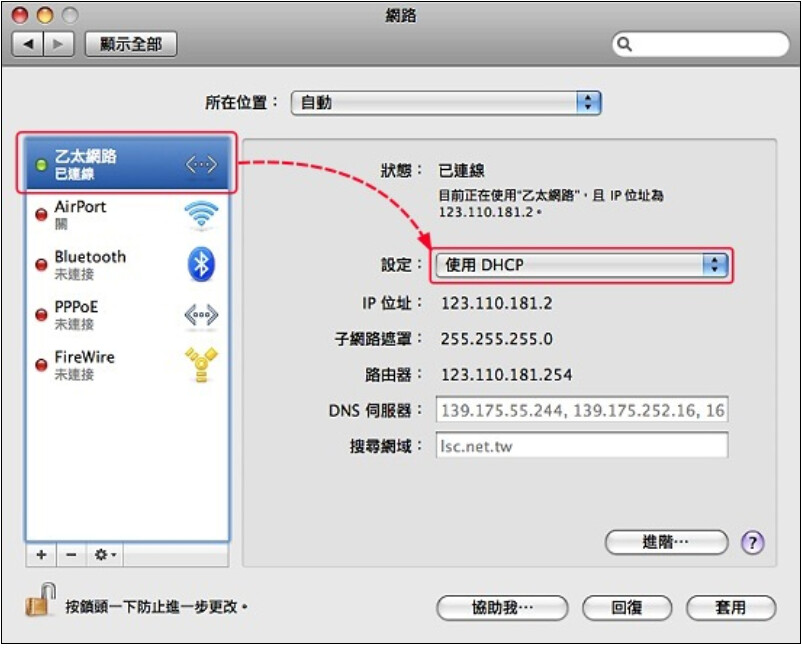 網路
顯示全部
所在位置： 自動
乙太網路
已連線
AirPort
關
Bluetooth
未連接
PPPoE
未連接
FireWire
未連接
狀態： 已連線
目前正在使用“乙太網路”，且 IP 位址為
123.110.181.2。
設定： 使用 DHCP
IP 位址： 123.110.181.2
子網路遮罩： 255.255.255.0
路由器： 123.110.181.254
DNS 伺服器： 139.175.55.244, 139.175.252.16, 16
搜尋網域： lsc.net.tw
進階…
?
按鎖頭一下防止進一步更改。
協助我…
回復
套用